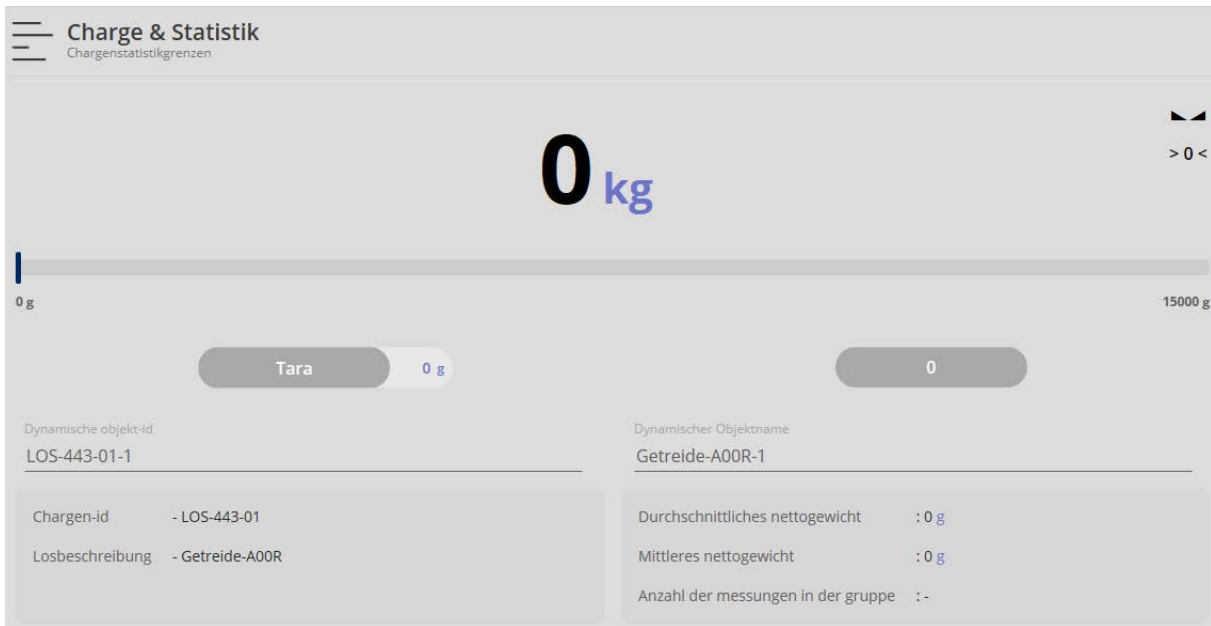 Charge & Statistik
Chargenstatistikgrenzen
0 kg
> 0 <
0 g
15000 g
Tara 0 g
0
Dynamische objekt-id
LOS-443-01-1
Dynamischer Objektname
Getreide-A00R-1
Chargen-id - LOS-443-01
Losbeschreibung - Getreide-A00R
Durchschnittliches nettogewicht : 0 g
Mittleres nettogewicht : 0 g
Anzahl der messungen in der gruppe : -